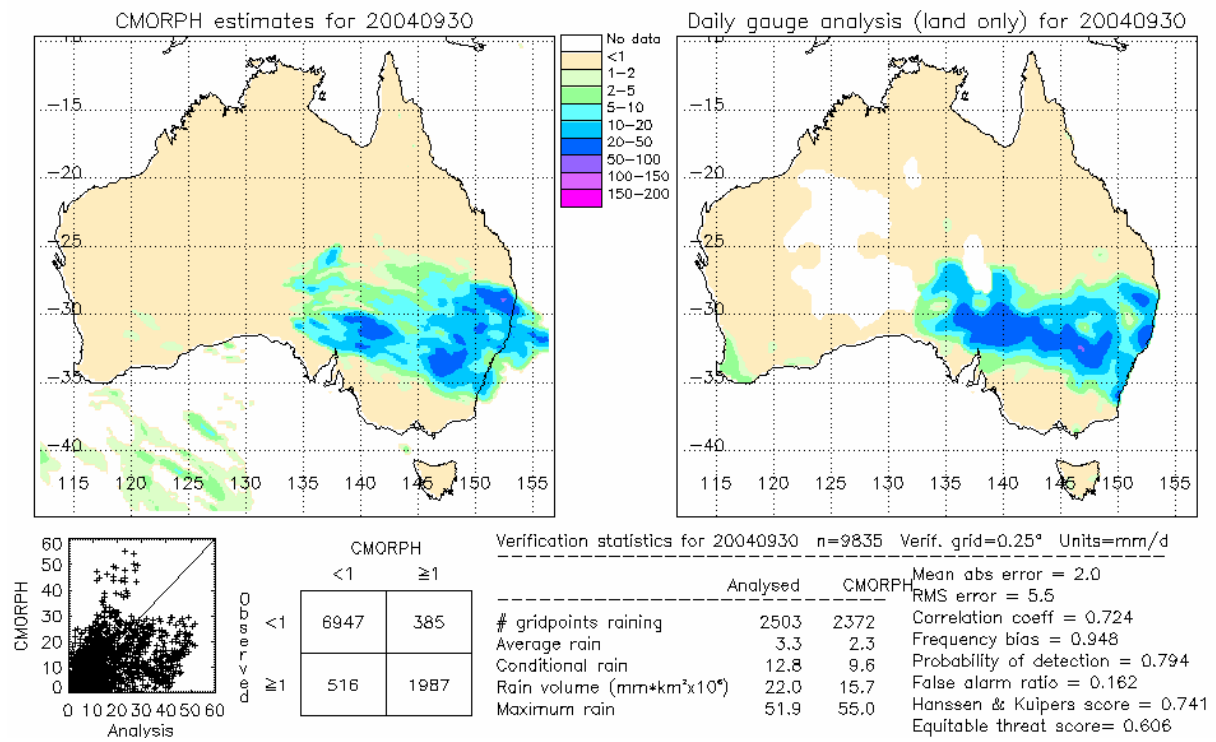 CMORPH estimates for 20040930
Daily gauge analysis (land only) for 20040930
No data
<1
1–2
2–5
5–10
10–20
20–50
50–100
100–150
150–200
−15
−20
−25
−30
−35
−40
115 120 125 130 135 140 145 150 155
−15
−20
−25
−30
−35
−40
115 120 125 130 135 140 145 150 155
60
50
40
30
20
10
0
CMORPH
0 10 20 30 40 50 60
Analysis
CMORPH
<1 ≥1
Observed
<1 6947 385
≥1 516 1987
Verification statistics for 20040930 n=9835 Verif. grid=0.25° Units=mm/d
Analysed CMORPH
# gridpoints raining 2503 2372
Average rain 3.3 2.3
Conditional rain 12.8 9.6
Rain volume (mm*km²x10⁶) 22.0 15.7
Maximum rain 51.9 55.0
Mean abs error = 2.0
RMS error = 5.5
Correlation coeff = 0.724
Frequency bias = 0.948
Probability of detection = 0.794
False alarm ratio = 0.162
Hanssen & Kuipers score = 0.741
Equitable threat score= 0.606